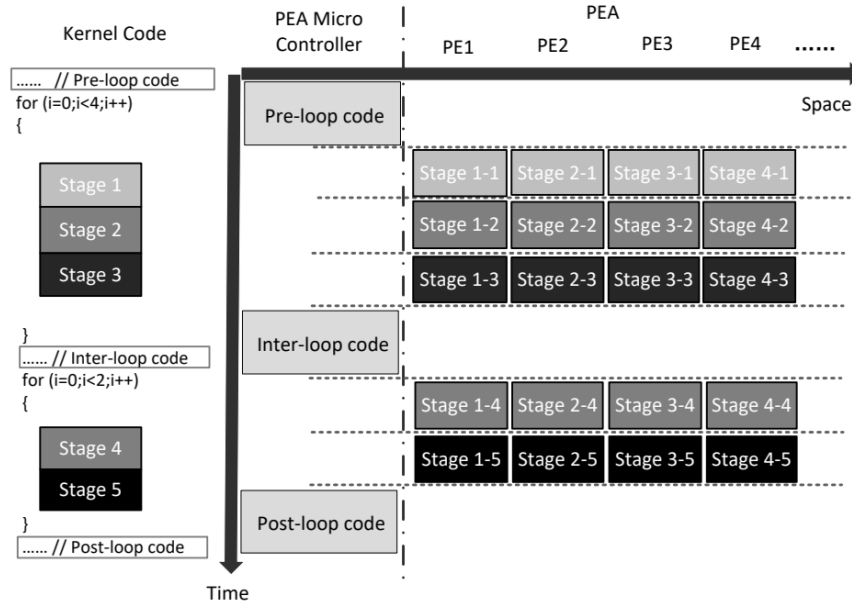 Kernel Code
...... // Pre-loop code
for (i=0;i<4;i++)
{
Stage 1
Stage 2
Stage 3
}
...... // Inter-loop code
for (i=0;i<2;i++)
{
Stage 4
Stage 5
}
...... // Post-loop code
PEA Micro
Controller
PEA
PE1 PE2 PE3 PE4 ......
Space
Pre-loop code
Stage 1-1 Stage 2-1 Stage 3-1 Stage 4-1
Stage 1-2 Stage 2-2 Stage 3-2 Stage 4-2
Stage 1-3 Stage 2-3 Stage 3-3 Stage 4-3
Inter-loop code
Stage 1-4 Stage 2-4 Stage 3-4 Stage 4-4
Stage 1-5 Stage 2-5 Stage 3-5 Stage 4-5
Post-loop code
Time